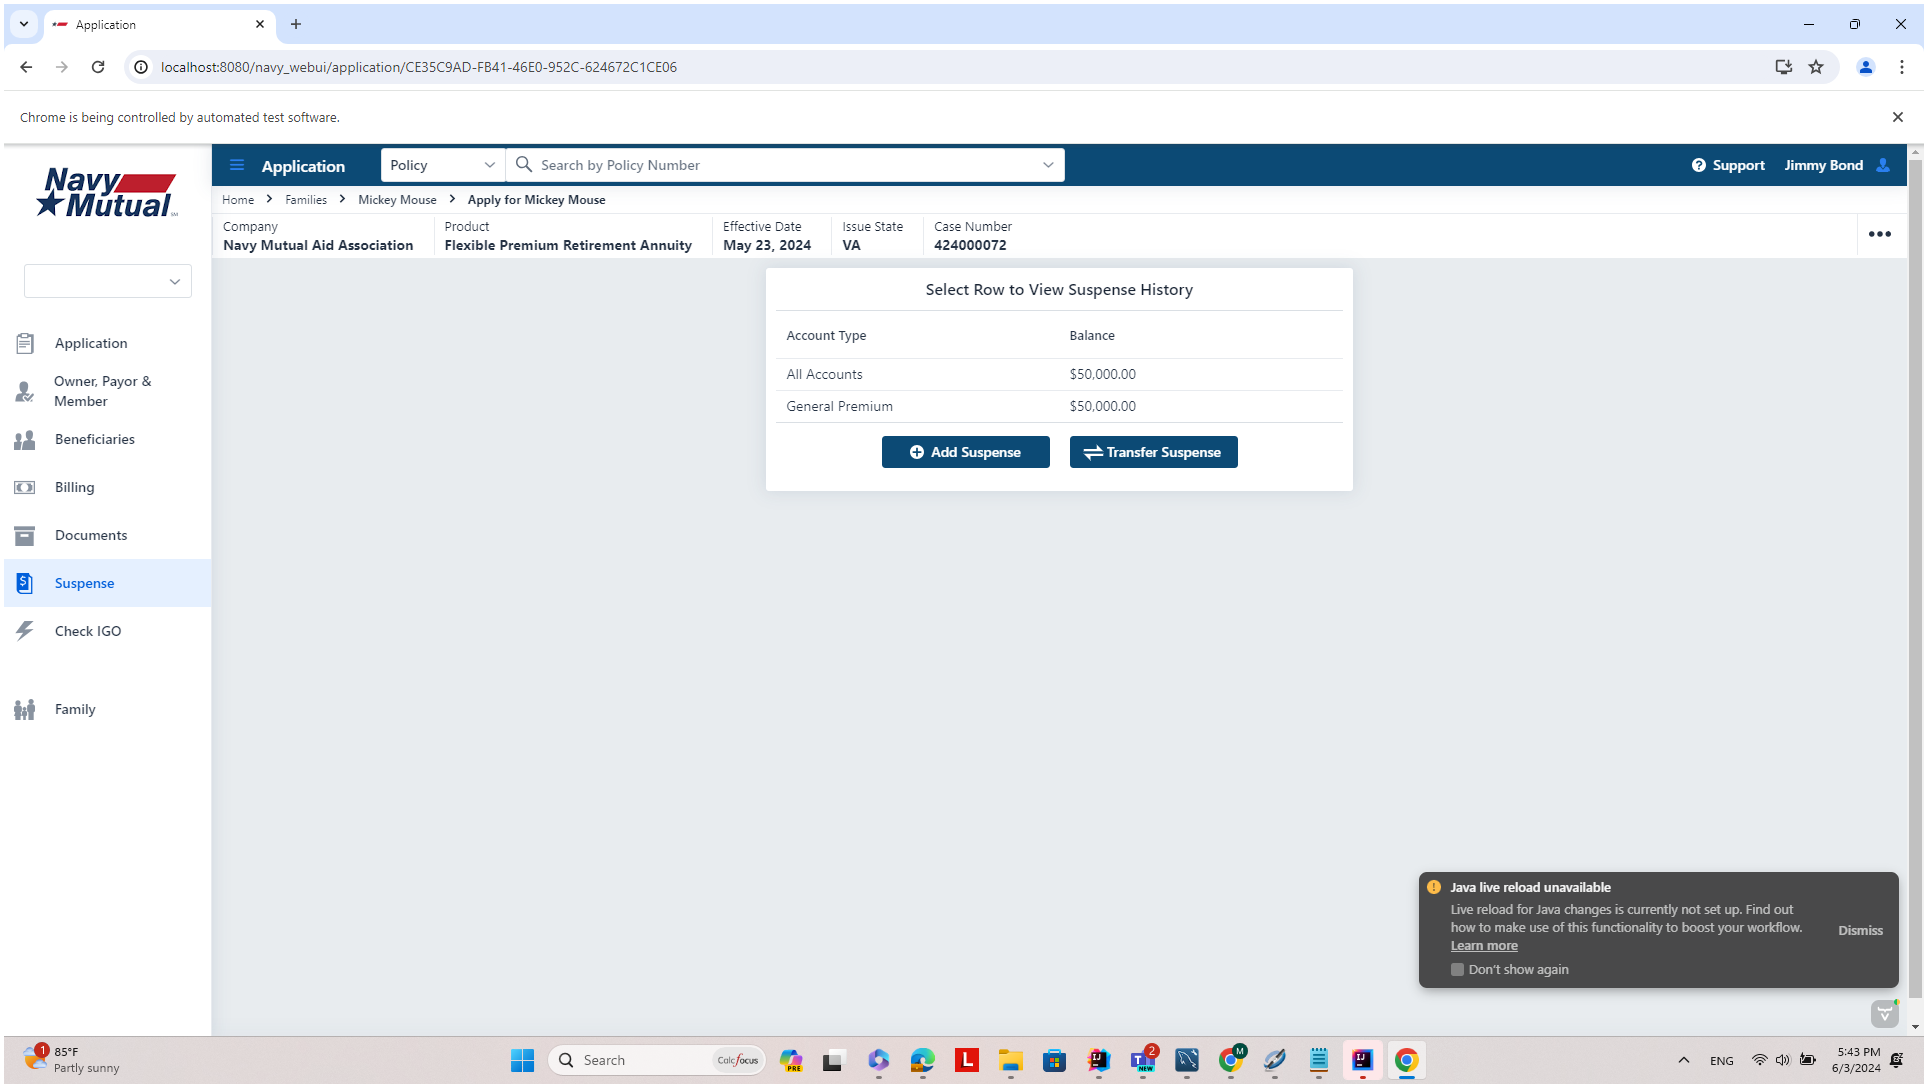 Application
localhost:8080/navy_webui/application/CE35C9AD-FB41-46E0-952C-624672C1CE06
Chrome is being controlled by automated test software.
Navy
Mutual
Application
Policy
Search by Policy Number
Support
Jimmy Bond
Home
Families
Mickey Mouse
Apply for Mickey Mouse
Company
Navy Mutual Aid Association
Product
Flexible Premium Retirement Annuity
Effective Date
May 23, 2024
Issue State
VA
Case Number
424000072
Application
Owner, Payor &
Member
Beneficiaries
Billing
Documents
Suspense
Check IGO
Family
Select Row to View Suspense History
Account Type Balance
All Accounts $50,000.00
General Premium $50,000.00
Add Suspense
Transfer Suspense
Java live reload unavailable
Live reload for Java changes is currently not set up. Find out
how to make use of this functionality to boost your workflow.
Learn more
Don't show again
Dismiss
1
85°F
Partly sunny
Search
Calcfocus
PRE
L
IJ
T
2
NEW
M
IJ
ENG
5:43 PM
6/3/2024